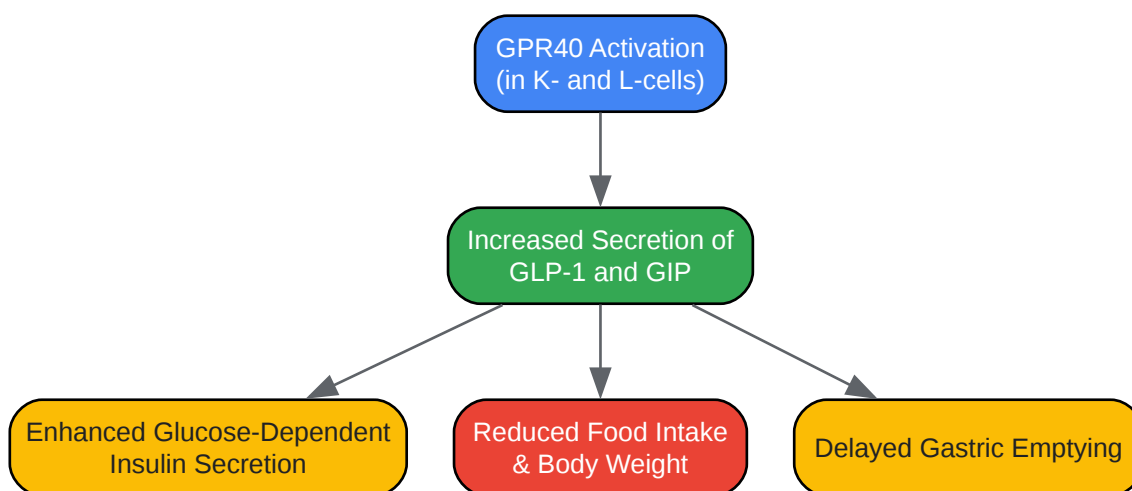 GPR40 Activation
(in K- and L-cells)
Increased Secretion of
GLP-1 and GIP
Enhanced Glucose-Dependent
Insulin Secretion
Reduced Food Intake
& Body Weight
Delayed Gastric Emptying